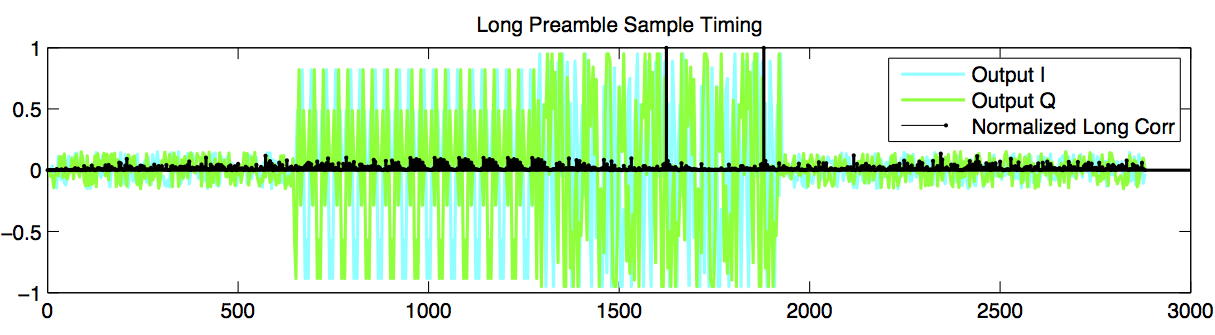 Long Preamble Sample Timing
1
0.5
0
−0.5
−1
Output I
Output Q
Normalized Long Corr
0 500 1000 1500 2000 2500 3000